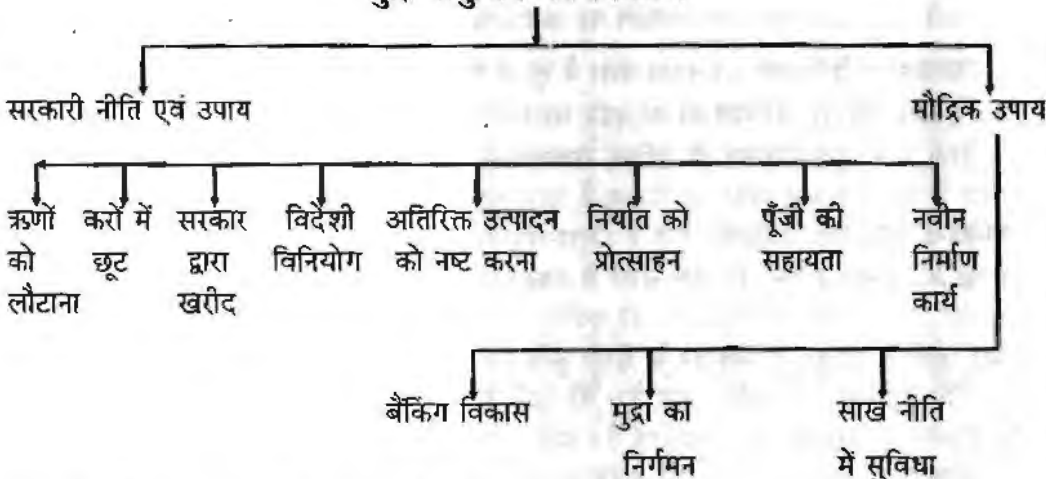 सरकारी नीति एवं उपाय
मौद्रिक उपाय
ऋणों
को
लौटाना
करों में
छूट
सरकार
द्वारा
खरीद
विदेशी
विनियोग
अतिरिक्त उत्पादन
को नष्ट करना
निर्यात को
प्रोत्साहन
पूँजी की
सहायता
नवीन
निर्माण
कार्य
बैंकिंग विकास
मुद्रा का
निर्गमन
साख नीति
में सुविधा